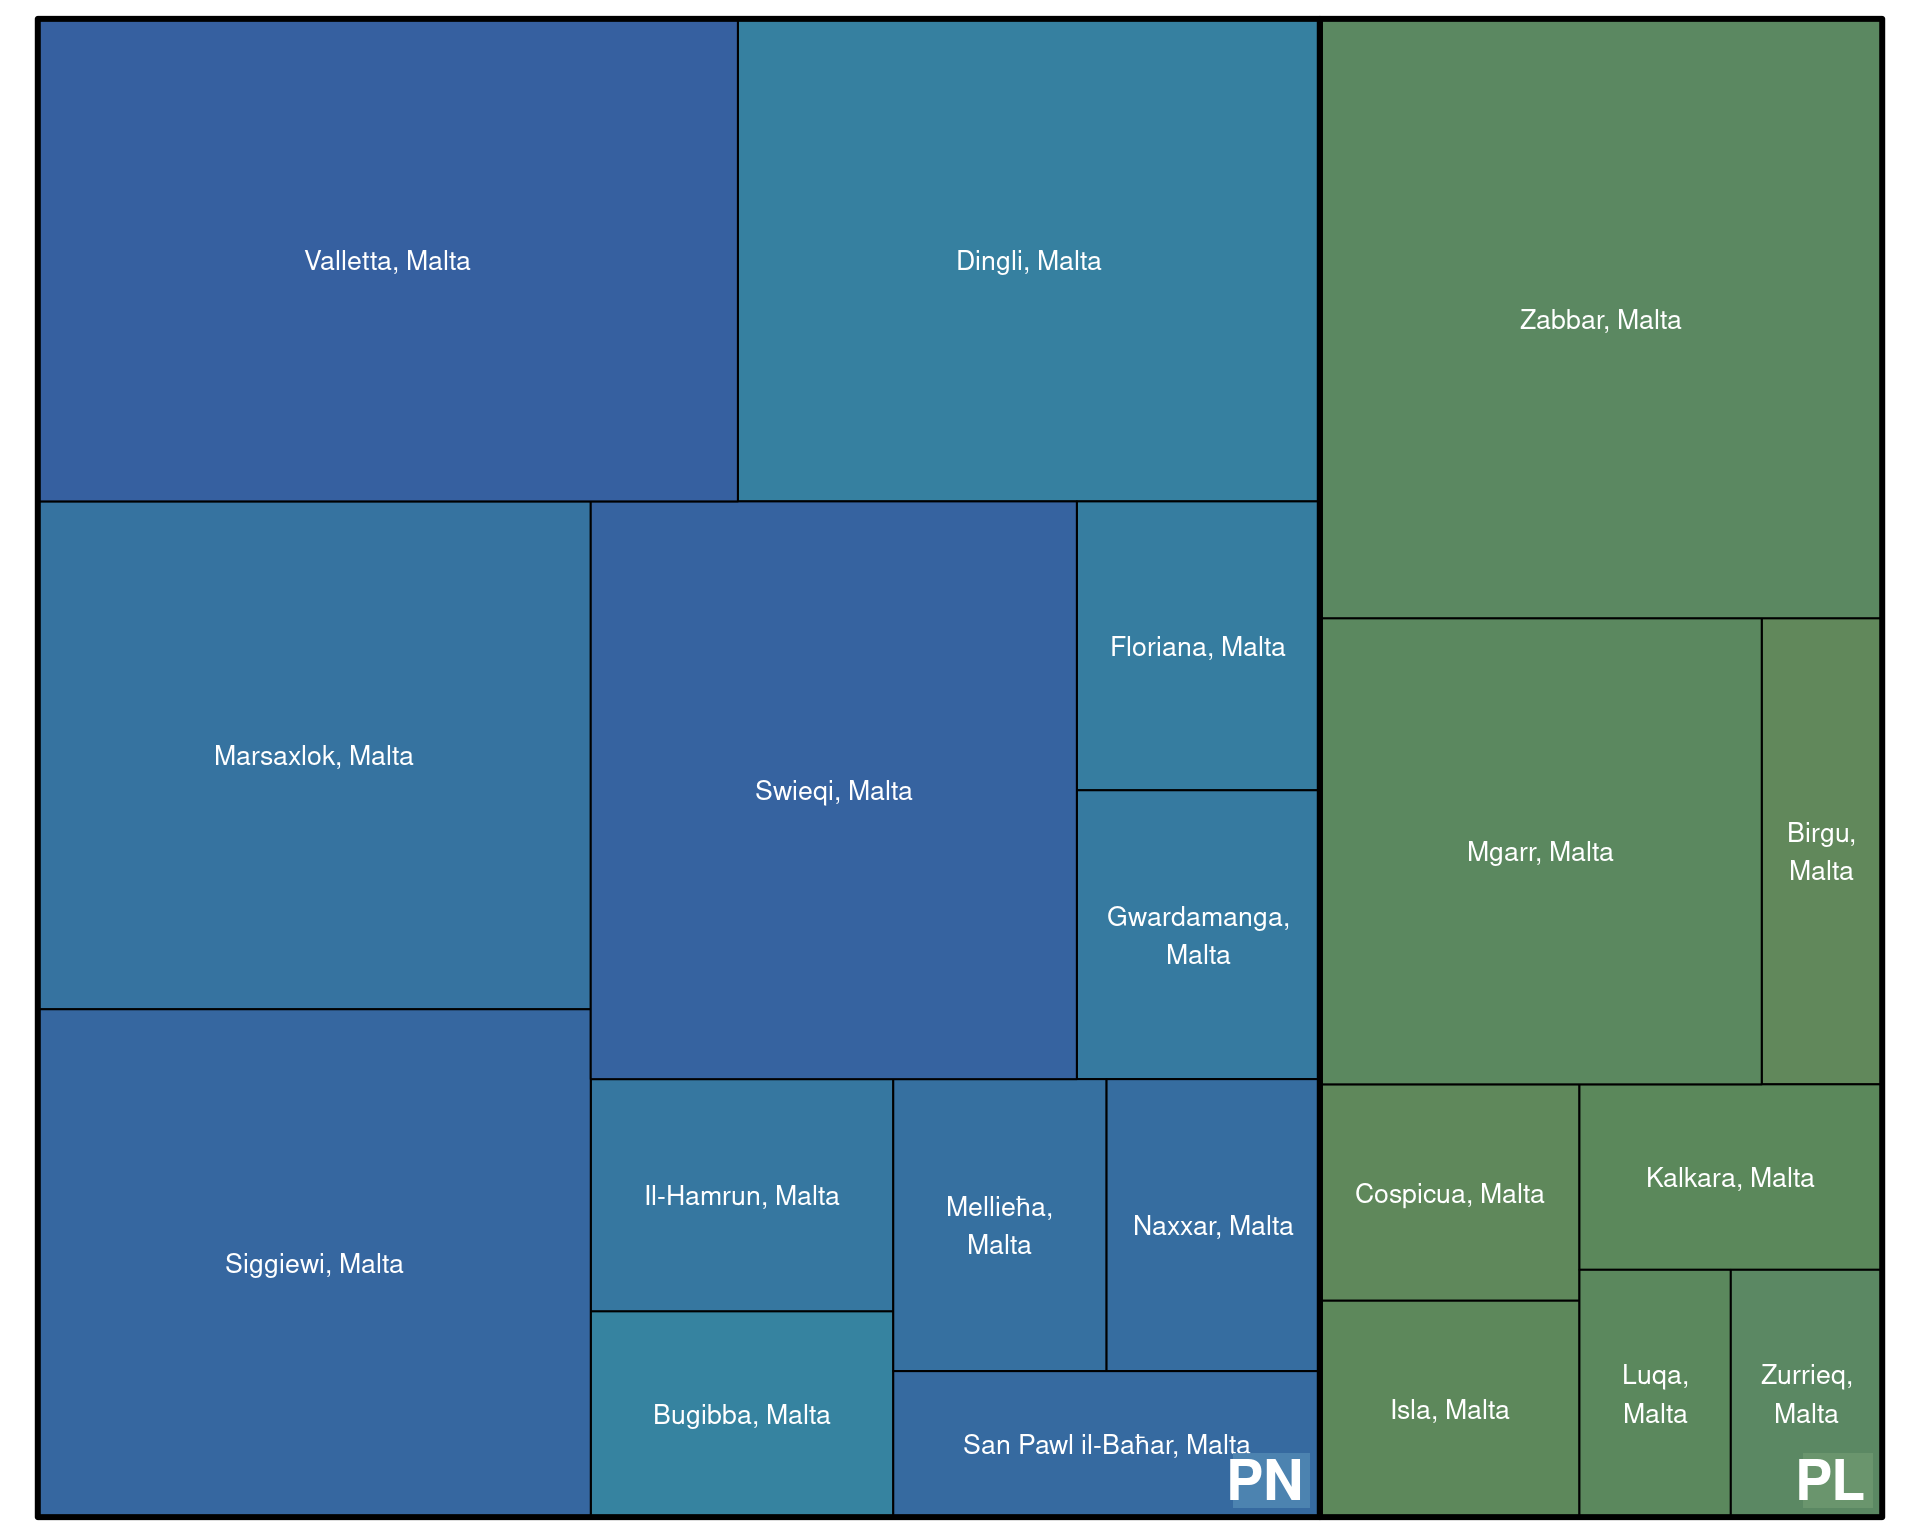 Valletta, Malta
Dingli, Malta
Zabbar, Malta
Marsaxlok, Malta
Swieqi, Malta
Floriana, Malta
Gwardamanga,
Malta
Mgarr, Malta
Birgu,
Malta
Siggiewi, Malta
Il-Hamrun, Malta
Mellieħa,
Malta
Naxxar, Malta
Bugibba, Malta
San Pawl il-Baħar, Malta
PN
Cospicua, Malta
Kalkara, Malta
Isla, Malta
Luqa,
Malta
Zurrieq,
Malta
PL